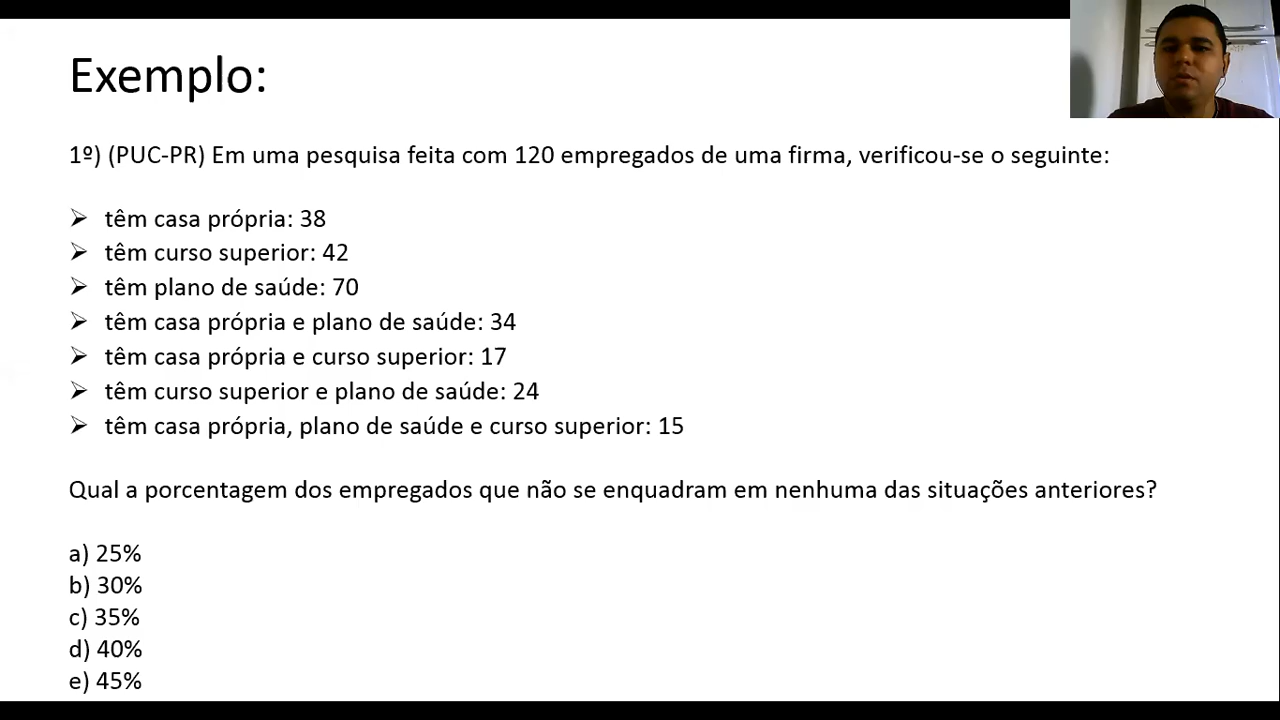 Exemplo:
1º) (PUC-PR) Em uma pesquisa feita com 120 empregados de uma firma, verificou-se o seguinte:
➢ têm casa própria: 38
➢ têm curso superior: 42
➢ têm plano de saúde: 70
➢ têm casa própria e plano de saúde: 34
➢ têm casa própria e curso superior: 17
➢ têm curso superior e plano de saúde: 24
➢ têm casa própria, plano de saúde e curso superior: 15
Qual a porcentagem dos empregados que não se enquadram em nenhuma das situações anteriores?
a) 25%
b) 30%
c) 35%
d) 40%
e) 45%